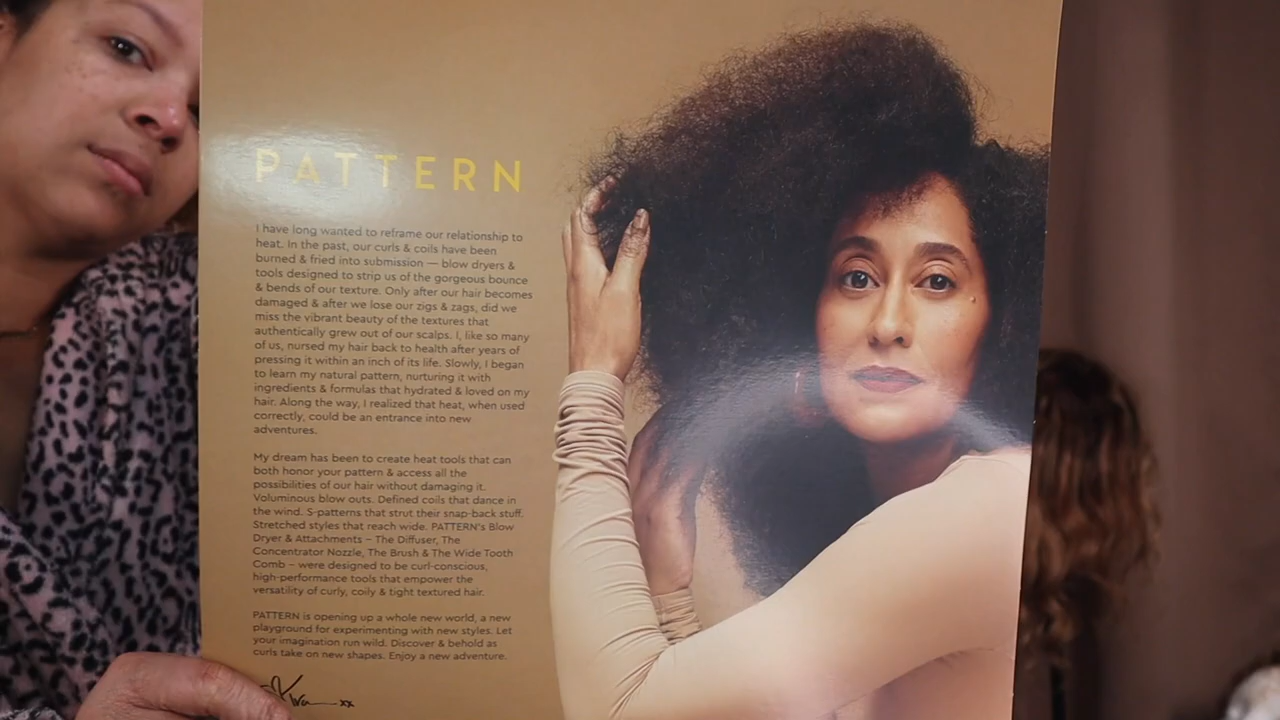 PATTERN
I have long wanted to reframe our relationship to
heat. In the past, our curls & coils have been
burned & fried into submission — blow dryers &
tools designed to strip us of the gorgeous bounce
& bends of our texture. Only after our hair becomes
damaged & after we lose our zigs & zags, did we
miss the vibrant beauty of the textures that
authentically grew out of our scalps. I, like so many
of us, nursed my hair back to health after years of
pressing it within an inch of its life. Slowly, I began
to learn my natural pattern, nurturing it with
ingredients & formulas that hydrated & loved on my
hair. Along the way, I realized that heat, when used
correctly, could be an entrance into new
adventures.
My dream has been to create heat tools that can
both honor your pattern & access all the
possibilities of our hair without damaging it.
Voluminous blow outs. Defined coils that dance in
the wind. S-patterns that strut their snap-back stuff.
Stretched styles that reach wide. PATTERN's Blow
Dryer & Attachments – The Diffuser, The
Concentrator Nozzle, The Brush & The Wide Tooth
Comb – were designed to be curl-conscious,
high-performance tools that empower the
versatility of curly, coily & tight textured hair.
PATTERN is opening up a whole new world, a new
playground for experimenting with new styles. Let
your imagination run wild. Discover & behold as
curls take on new shapes. Enjoy a new adventure.
xx